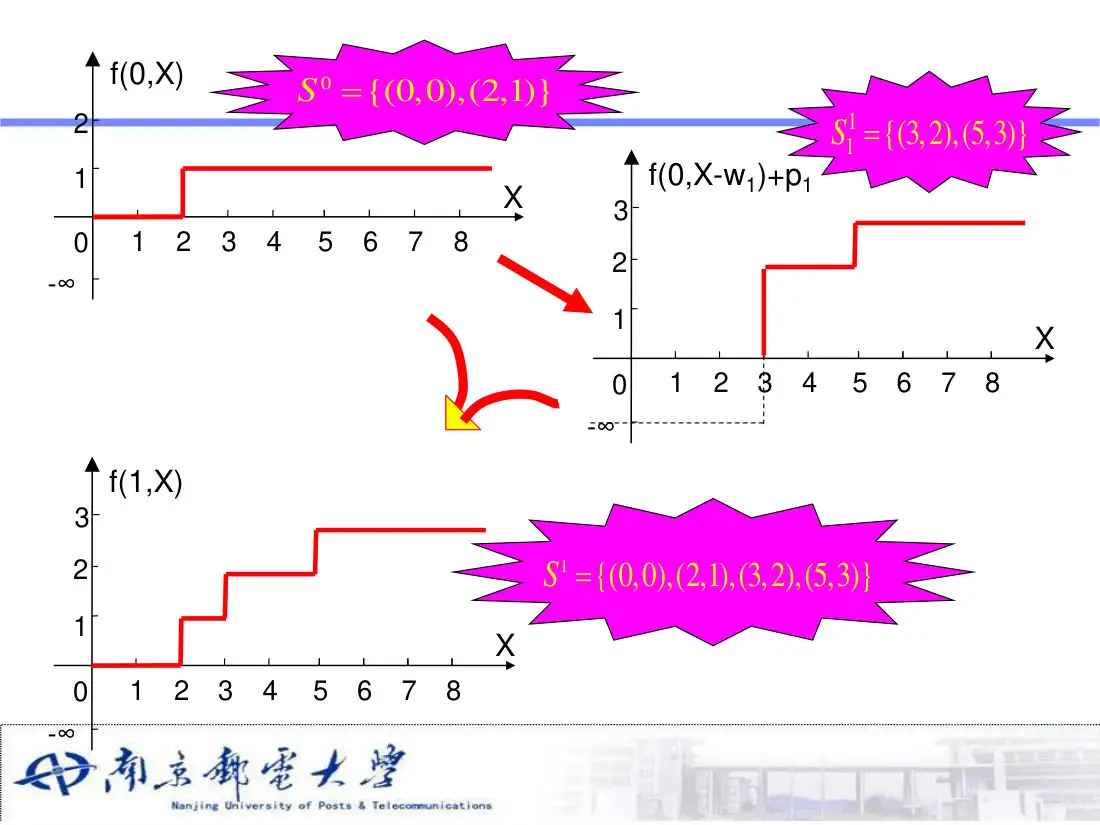 f(0,X)
S⁰ = {(0,0),(2,1)}
2
1
X
0 1 2 3 4 5 6 7 8
-∞
S₁¹ = {(3,2),(5,3)}
f(0,X-w₁)+p₁
3
2
1
X
0 1 2 3 4 5 6 7 8
-∞
f(1,X)
3
2
1
X
0 1 2 3 4 5 6 7 8
-∞
S¹ = {(0,0),(2,1),(3,2),(5,3)}
南京郵電大學
Nanjing University of Posts & Telecommunications